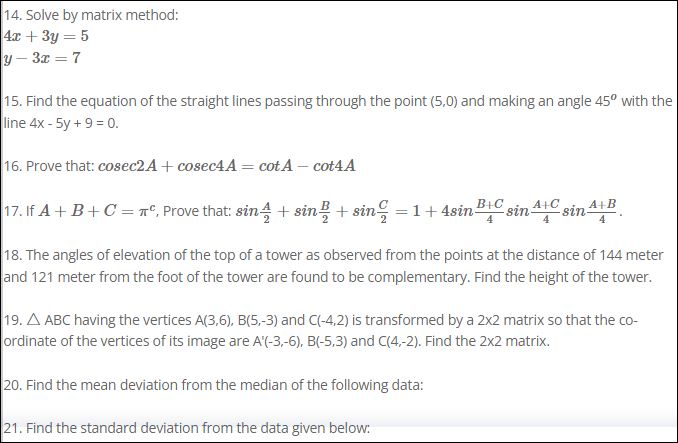 14. Solve by matrix method:
4x + 3y = 5
y − 3x = 7
15. Find the equation of the straight lines passing through the point (5,0) and making an angle 45° with the
line 4x - 5y + 9 = 0.
16. Prove that: cosec2A + cosec4A = cotA − cot4A
17. If A + B + C = πᶜ, Prove that: sin A/2 + sin B/2 + sin C/2 = 1 + 4sin B+C/4 sin A+C/4 sin A+B/4.
18. The angles of elevation of the top of a tower as observed from the points at the distance of 144 meter
and 121 meter from the foot of the tower are found to be complementary. Find the height of the tower.
19. △ ABC having the vertices A(3,6), B(5,-3) and C(-4,2) is transformed by a 2x2 matrix so that the co-
ordinate of the vertices of its image are A'(-3,-6), B(-5,3) and C(4,-2). Find the 2x2 matrix.
20. Find the mean deviation from the median of the following data:
21. Find the standard deviation from the data given below: